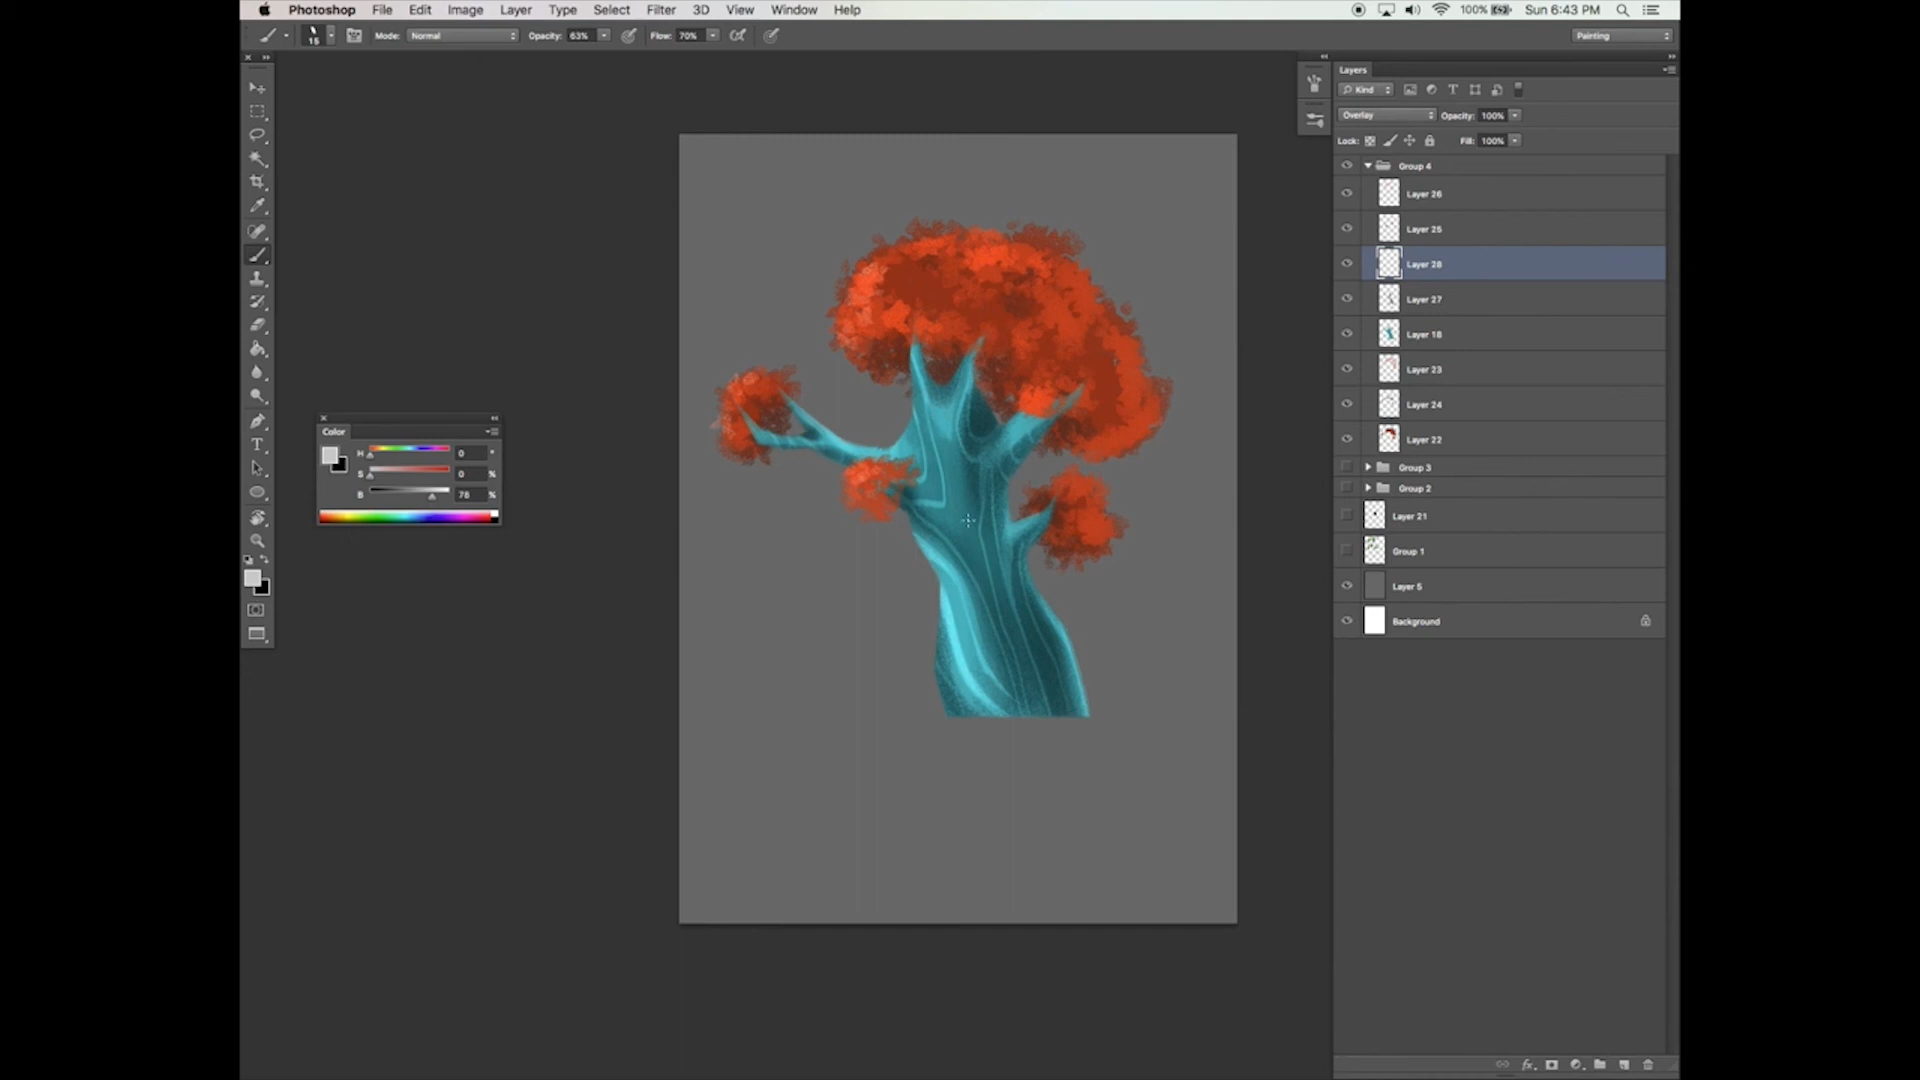 Photoshop File Edit Image Layer Type Select Filter 3D View Window Help 100% Sun 6:43 PM
15 Mode: Normal Opacity: 63% Flow: 70% Painting
Layers
Kind
Overlay Opacity: 100%
Lock: Fill: 100%
Group 4
Layer 26
Layer 25
Layer 28
Layer 27
Layer 18
Layer 23
Layer 24
Layer 22
Group 3
Group 2
Layer 21
Group 1
Layer 5
Background
Color
H 0 °
S 0 %
B 78 %
T
fx